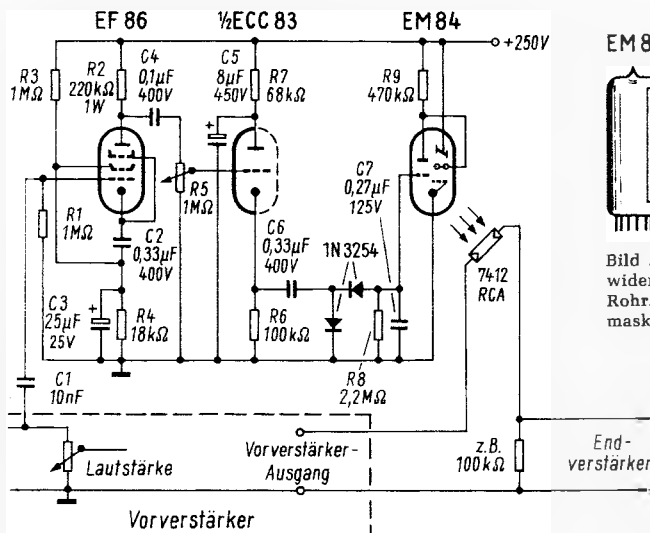 EF 86
½ECC 83
EM 84
+250V
R3
1MΩ
R2
220kΩ
1W
C4
0,1µF
400V
C5
8µF
450V
R7
68kΩ
R9
470kΩ
R5
1MΩ
C7
0,27µF
125V
R1
1MΩ
C2
0,33µF
400V
C6
0,33µF
400V
1N3254
7412
RCA
C3
25µF
25V
R4
18kΩ
R6
100kΩ
R8
2,2MΩ
C1
10nF
Lautstärke
Vorverstärker-
Ausgang
z.B.
100kΩ
End-
verstärker
Vorverstärker
EM 8
Bild
wider
Rohr
mask